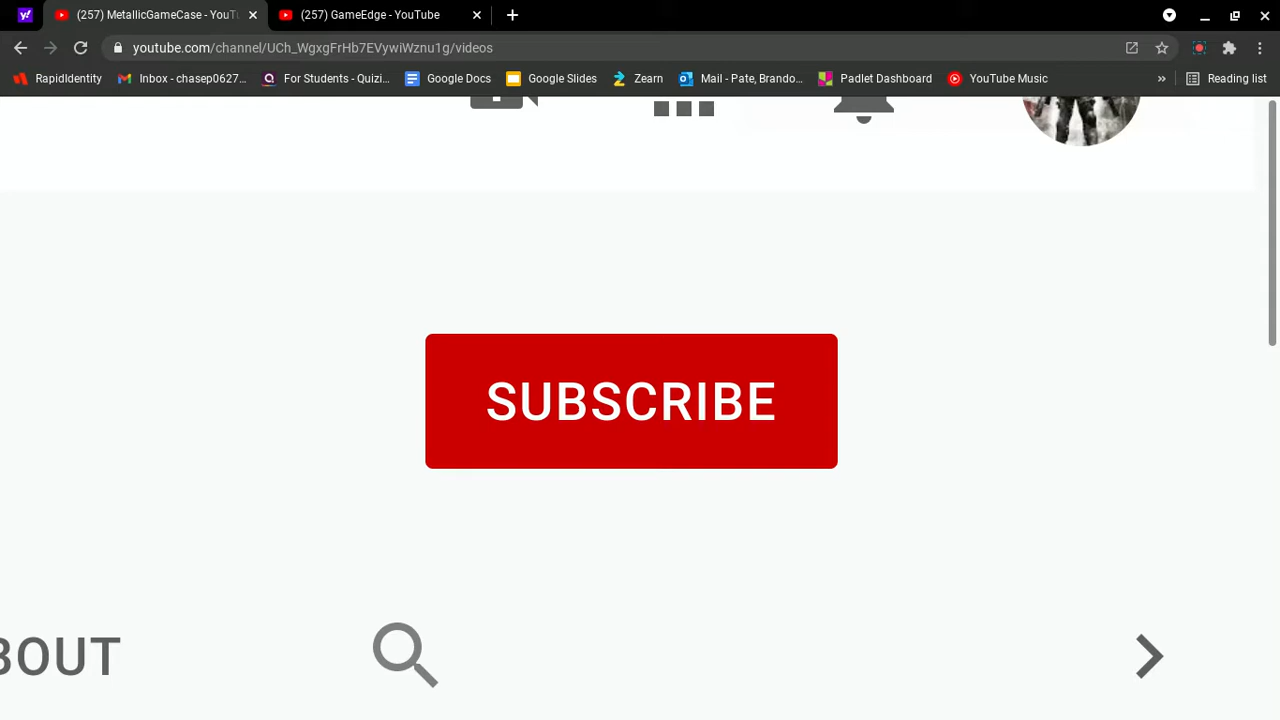 (257) MetallicGameCase - YouTu
(257) GameEdge - YouTube
youtube.com/channel/UCh_WgxgFrHb7EVywiWznu1g/videos
RapidIdentity
Inbox - chasep0627...
For Students - Quizi...
Google Docs
Google Slides
Zearn
Mail - Pate, Brando...
Padlet Dashboard
YouTube Music
»
Reading list
SUBSCRIBE
BOUT